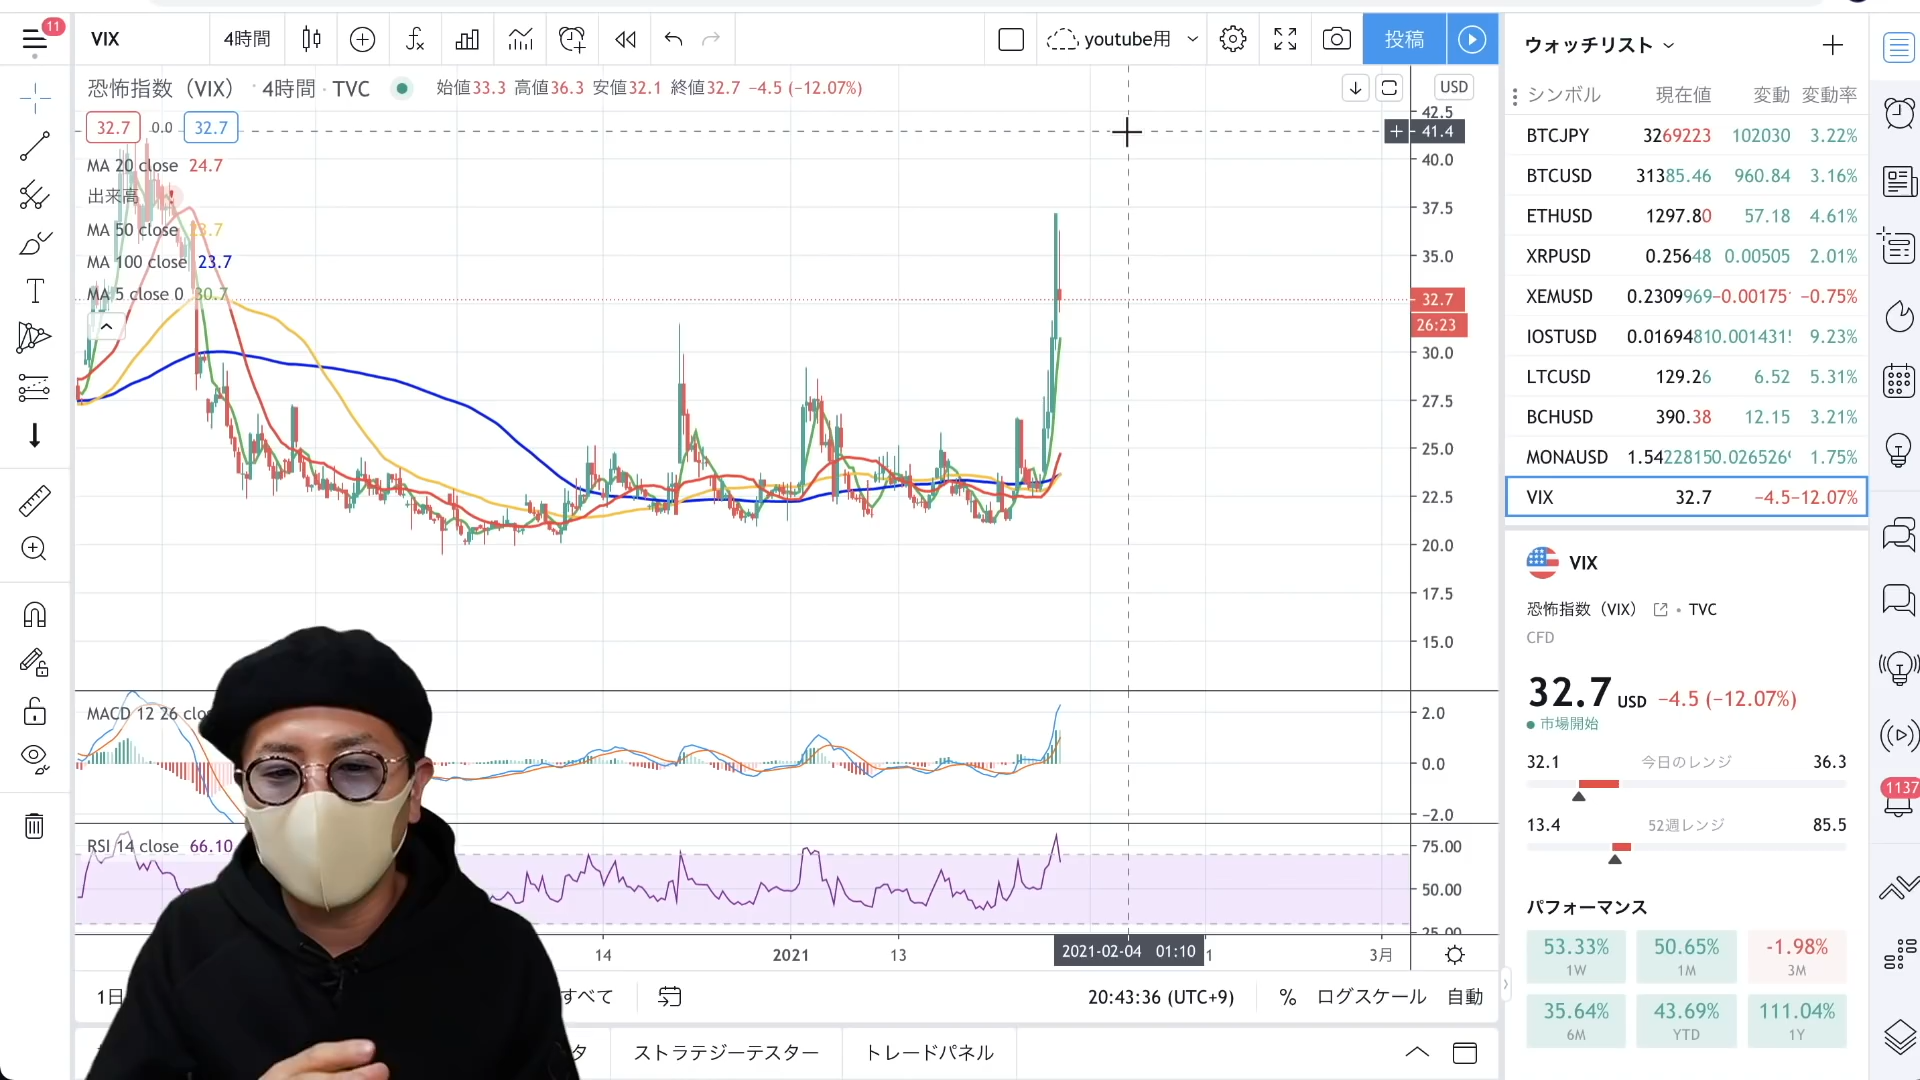 11
VIX
4時間
youtube用
投稿
恐怖指数（VIX）・4時間・TVC
始値33.3 高値36.3 安値32.1 終値32.7 −4.5 (−12.07%)
USD
32.7 0.0 32.7
MA 20 close 24.7
出来高 !
MA 50 close 23.7
MA 100 close 23.7
MA 5 close 0 30.7
42.5
41.4
40.0
37.5
35.0
32.7
26:23
30.0
27.5
25.0
22.5
20.0
17.5
15.0
MACD 12 26 clo
2.0
0.0
−2.0
RSI 14 close 66.10
75.00
50.00
25.00
14
2021
13
2021-02-04 01:10
3月
1日
すべて
20:43:36 (UTC+9)
%
ログスケール
自動
タ
ストラテジーテスター
トレードパネル
ウォッチリスト
シンボル 現在値 変動 変動率
BTCJPY 3269223 102030 3.22%
BTCUSD 31385.46 960.84 3.16%
ETHUSD 1297.80 57.18 4.61%
XRPUSD 0.25648 0.00505 2.01%
XEMUSD 0.2309969 −0.00175 −0.75%
IOSTUSD 0.0169481 0.001431 9.23%
LTCUSD 129.26 6.52 5.31%
BCHUSD 390.38 12.15 3.21%
MONAUSD 1.5422815 0.026526 1.75%
VIX 32.7 −4.5 −12.07%
VIX
恐怖指数（VIX） • TVC
CFD
32.7 USD −4.5 (−12.07%)
市場開始
32.1 今日のレンジ 36.3
13.4 52週レンジ 85.5
パフォーマンス
53.33% 50.65% -1.98%
1W 1M 3M
35.64% 43.69% 111.04%
6M YTD 1Y
1137